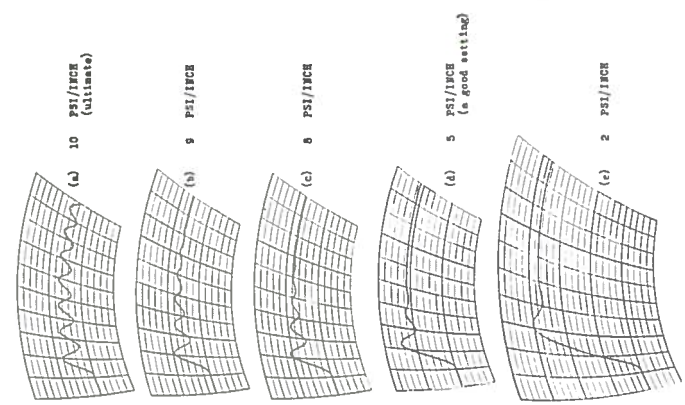 (a) 10 PSI/INCH
(ultimate)
(b) 9 PSI/INCH
(c) 8 PSI/INCH
(d) 5 PSI/INCH
(a good setting)
(e) 2 PSI/INCH